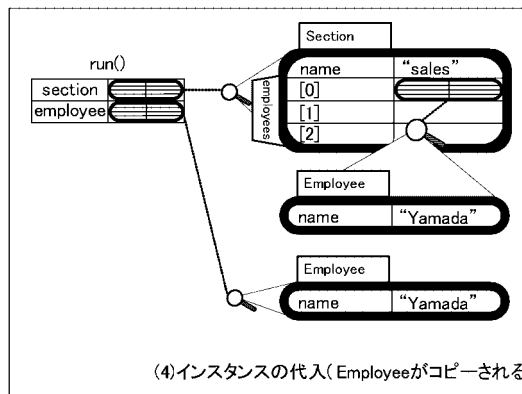 Section
run()
name "sales"
section
[0]
employees
employee
[1]
[2]
Employee
name "Yamada"
Employee
name "Yamada"
(4)インスタンスの代入(Employeeがコピーされる